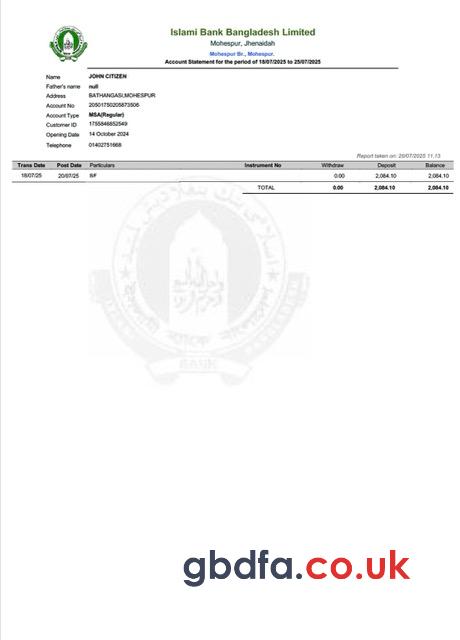 Islami Bank Bangladesh Limited
Mohespur, Jhenaidah
Mohespur Br., Mohespur.
Account Statement for the period of 18/07/2025 to 25/07/2025
Name JOHN CITIZEN
Father's name null
Address BATHANGASI,MOHESPUR
Account No 20501750205873506
Account Type MSA(Regular)
Customer ID 1755846852549
Opening Date 14 October 2024
Telephone 01402751668
Report taken on: 20/07/2025 11.13
Trans Date Post Date Particulars Instrument No Withdraw Deposit Balance
18/07/25 20/07/25 B/F 0.00 2,084.10 2,084.10
TOTAL 0.00 2,084.10 2,084.10
BANK
gbdfa.co.uk